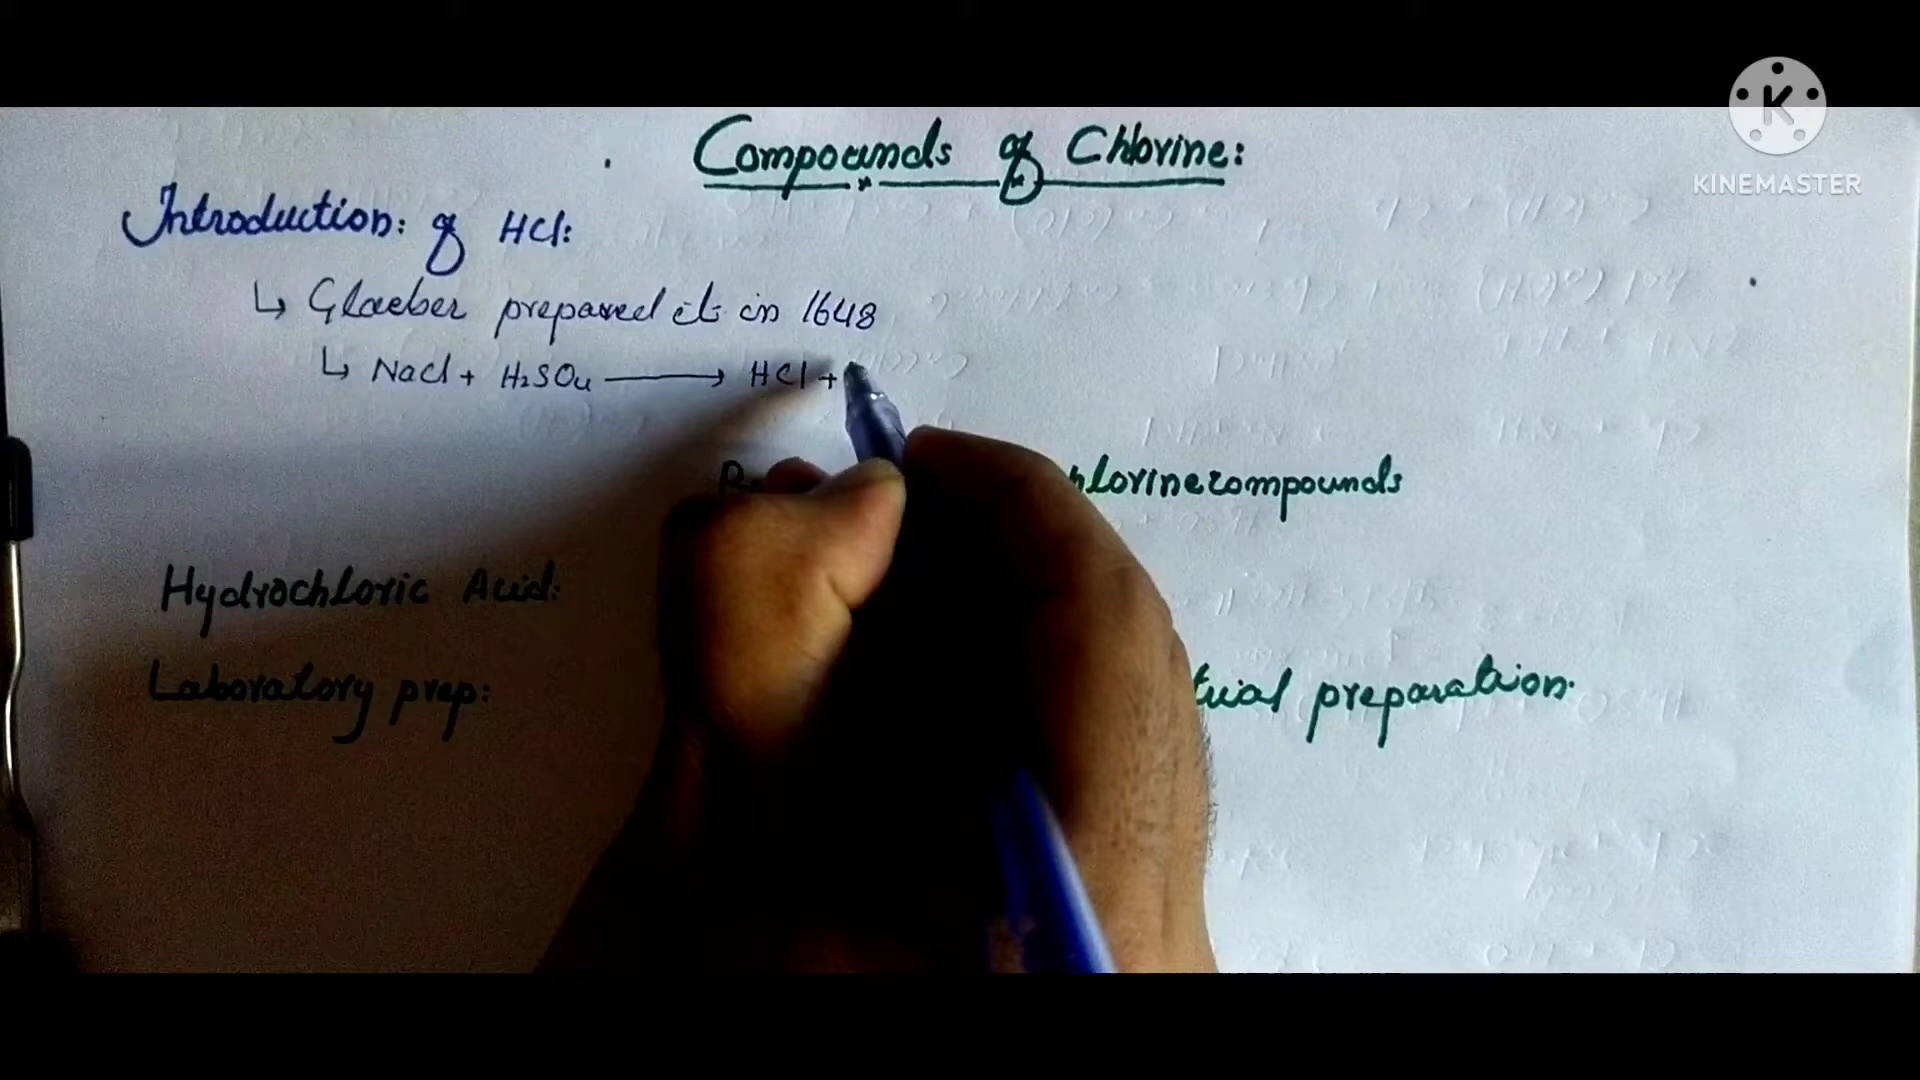 KINEMASTER
Compounds of Chlorine:
Introduction: of HCl:
↳ Glaeber prepared it in 1648
↳ NaCl + H₂SO₄ ⟶ HCl +
hlorine compounds
Hydrochloric Acid:
Laboratory prep:
trial preparation.